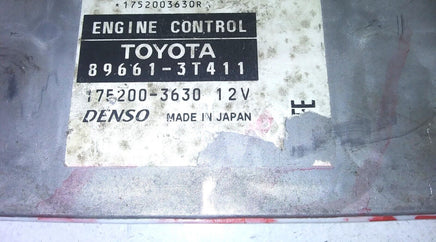 *1752003630R*
ENGINE CONTROL
TOYOTA
89661-3T411
175200-3630 12V
DENSO MADE IN JAPAN